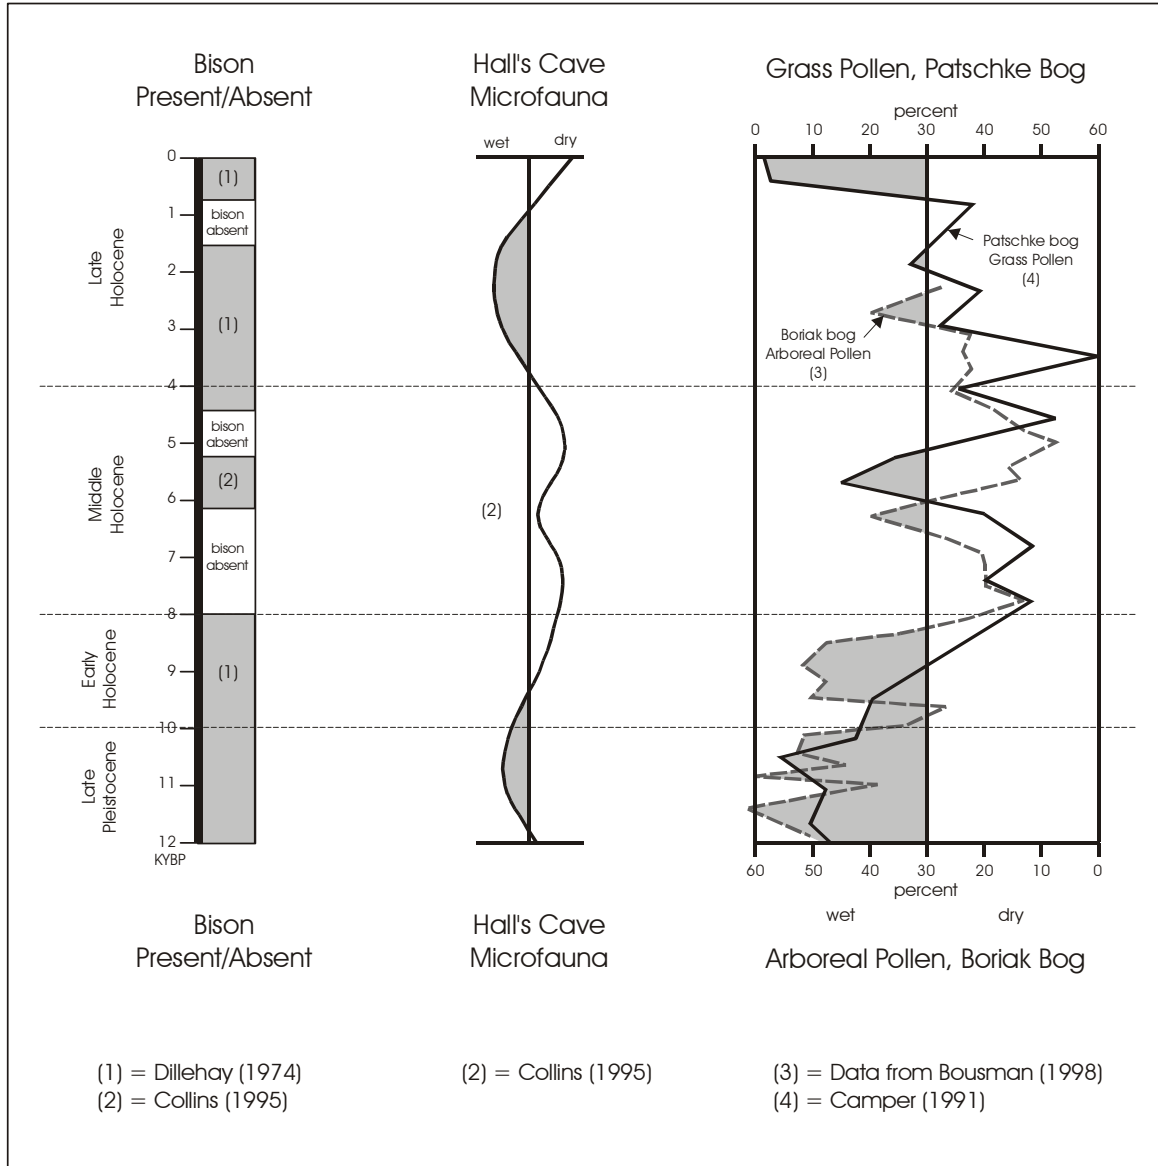 Bison
Present/Absent
Hall's Cave
Microfauna
Grass Pollen, Patschke Bog
percent
0 10 20 30 40 50 60
wet
dry
0
1
2
3
4
5
6
7
8
9
10
11
12
KYBP
Late
Holocene
Middle
Holocene
Early
Holocene
Late
Pleistocene
(1)
bison
absent
(1)
bison
absent
(2)
bison
absent
(1)
(2)
Patschke bog
Grass Pollen
(4)
Boriak bog
Arboreal Pollen
(3)
60 50 40 30 20 10 0
percent
wet
dry
Bison
Present/Absent
Hall's Cave
Microfauna
Arboreal Pollen, Boriak Bog
(1) = Dillehay (1974)
(2) = Collins (1995)
(2) = Collins (1995)
(3) = Data from Bousman (1998)
(4) = Camper (1991)